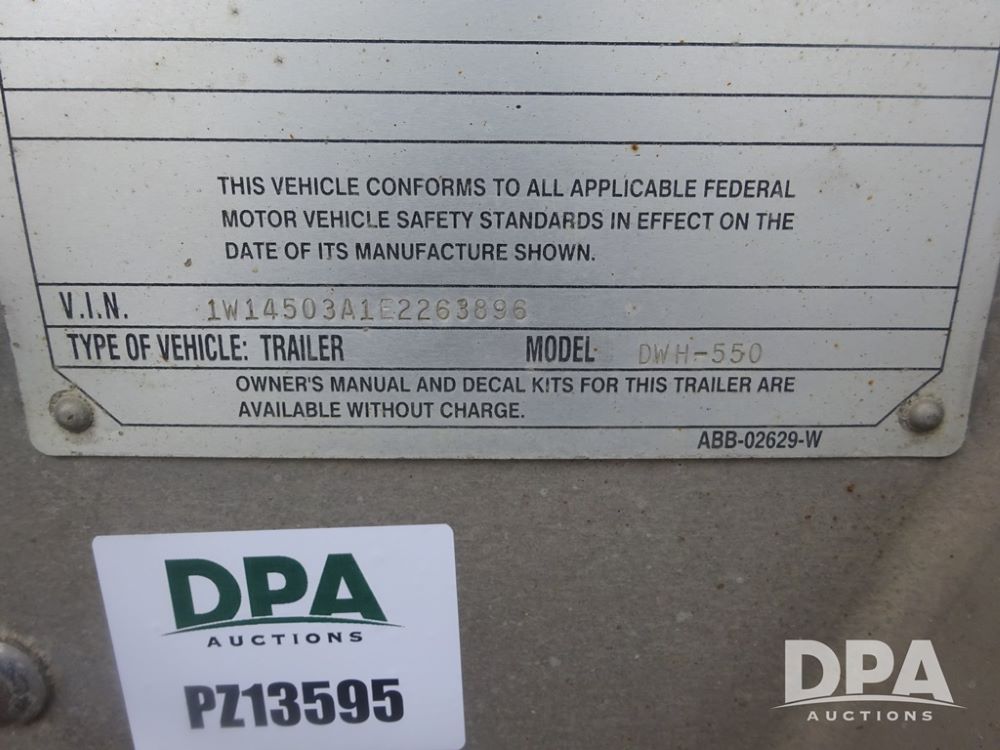 THIS VEHICLE CONFORMS TO ALL APPLICABLE FEDERAL
MOTOR VEHICLE SAFETY STANDARDS IN EFFECT ON THE
DATE OF ITS MANUFACTURE SHOWN.
V.I.N. 1W14503A1E2263896
TYPE OF VEHICLE: TRAILER MODEL DWH-550
OWNER'S MANUAL AND DECAL KITS FOR THIS TRAILER ARE
AVAILABLE WITHOUT CHARGE.
ABB-02629-W
DPA
AUCTIONS
PZ13595
DPA
AUCTIONS